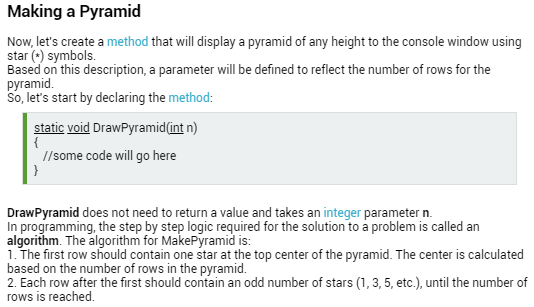 Making a Pyramid
Now, let's create a method that will display a pyramid of any height to the console window using
star (*) symbols.
Based on this description, a parameter will be defined to reflect the number of rows for the
pyramid.
So, let's start by declaring the method:
static void DrawPyramid(int n)
{
//some code will go here
}
DrawPyramid does not need to return a value and takes an integer parameter n.
In programming, the step by step logic required for the solution to a problem is called an
algorithm. The algorithm for MakePyramid is:
1. The first row should contain one star at the top center of the pyramid. The center is calculated
based on the number of rows in the pyramid.
2. Each row after the first should contain an odd number of stars (1, 3, 5, etc.), until the number of
rows is reached.